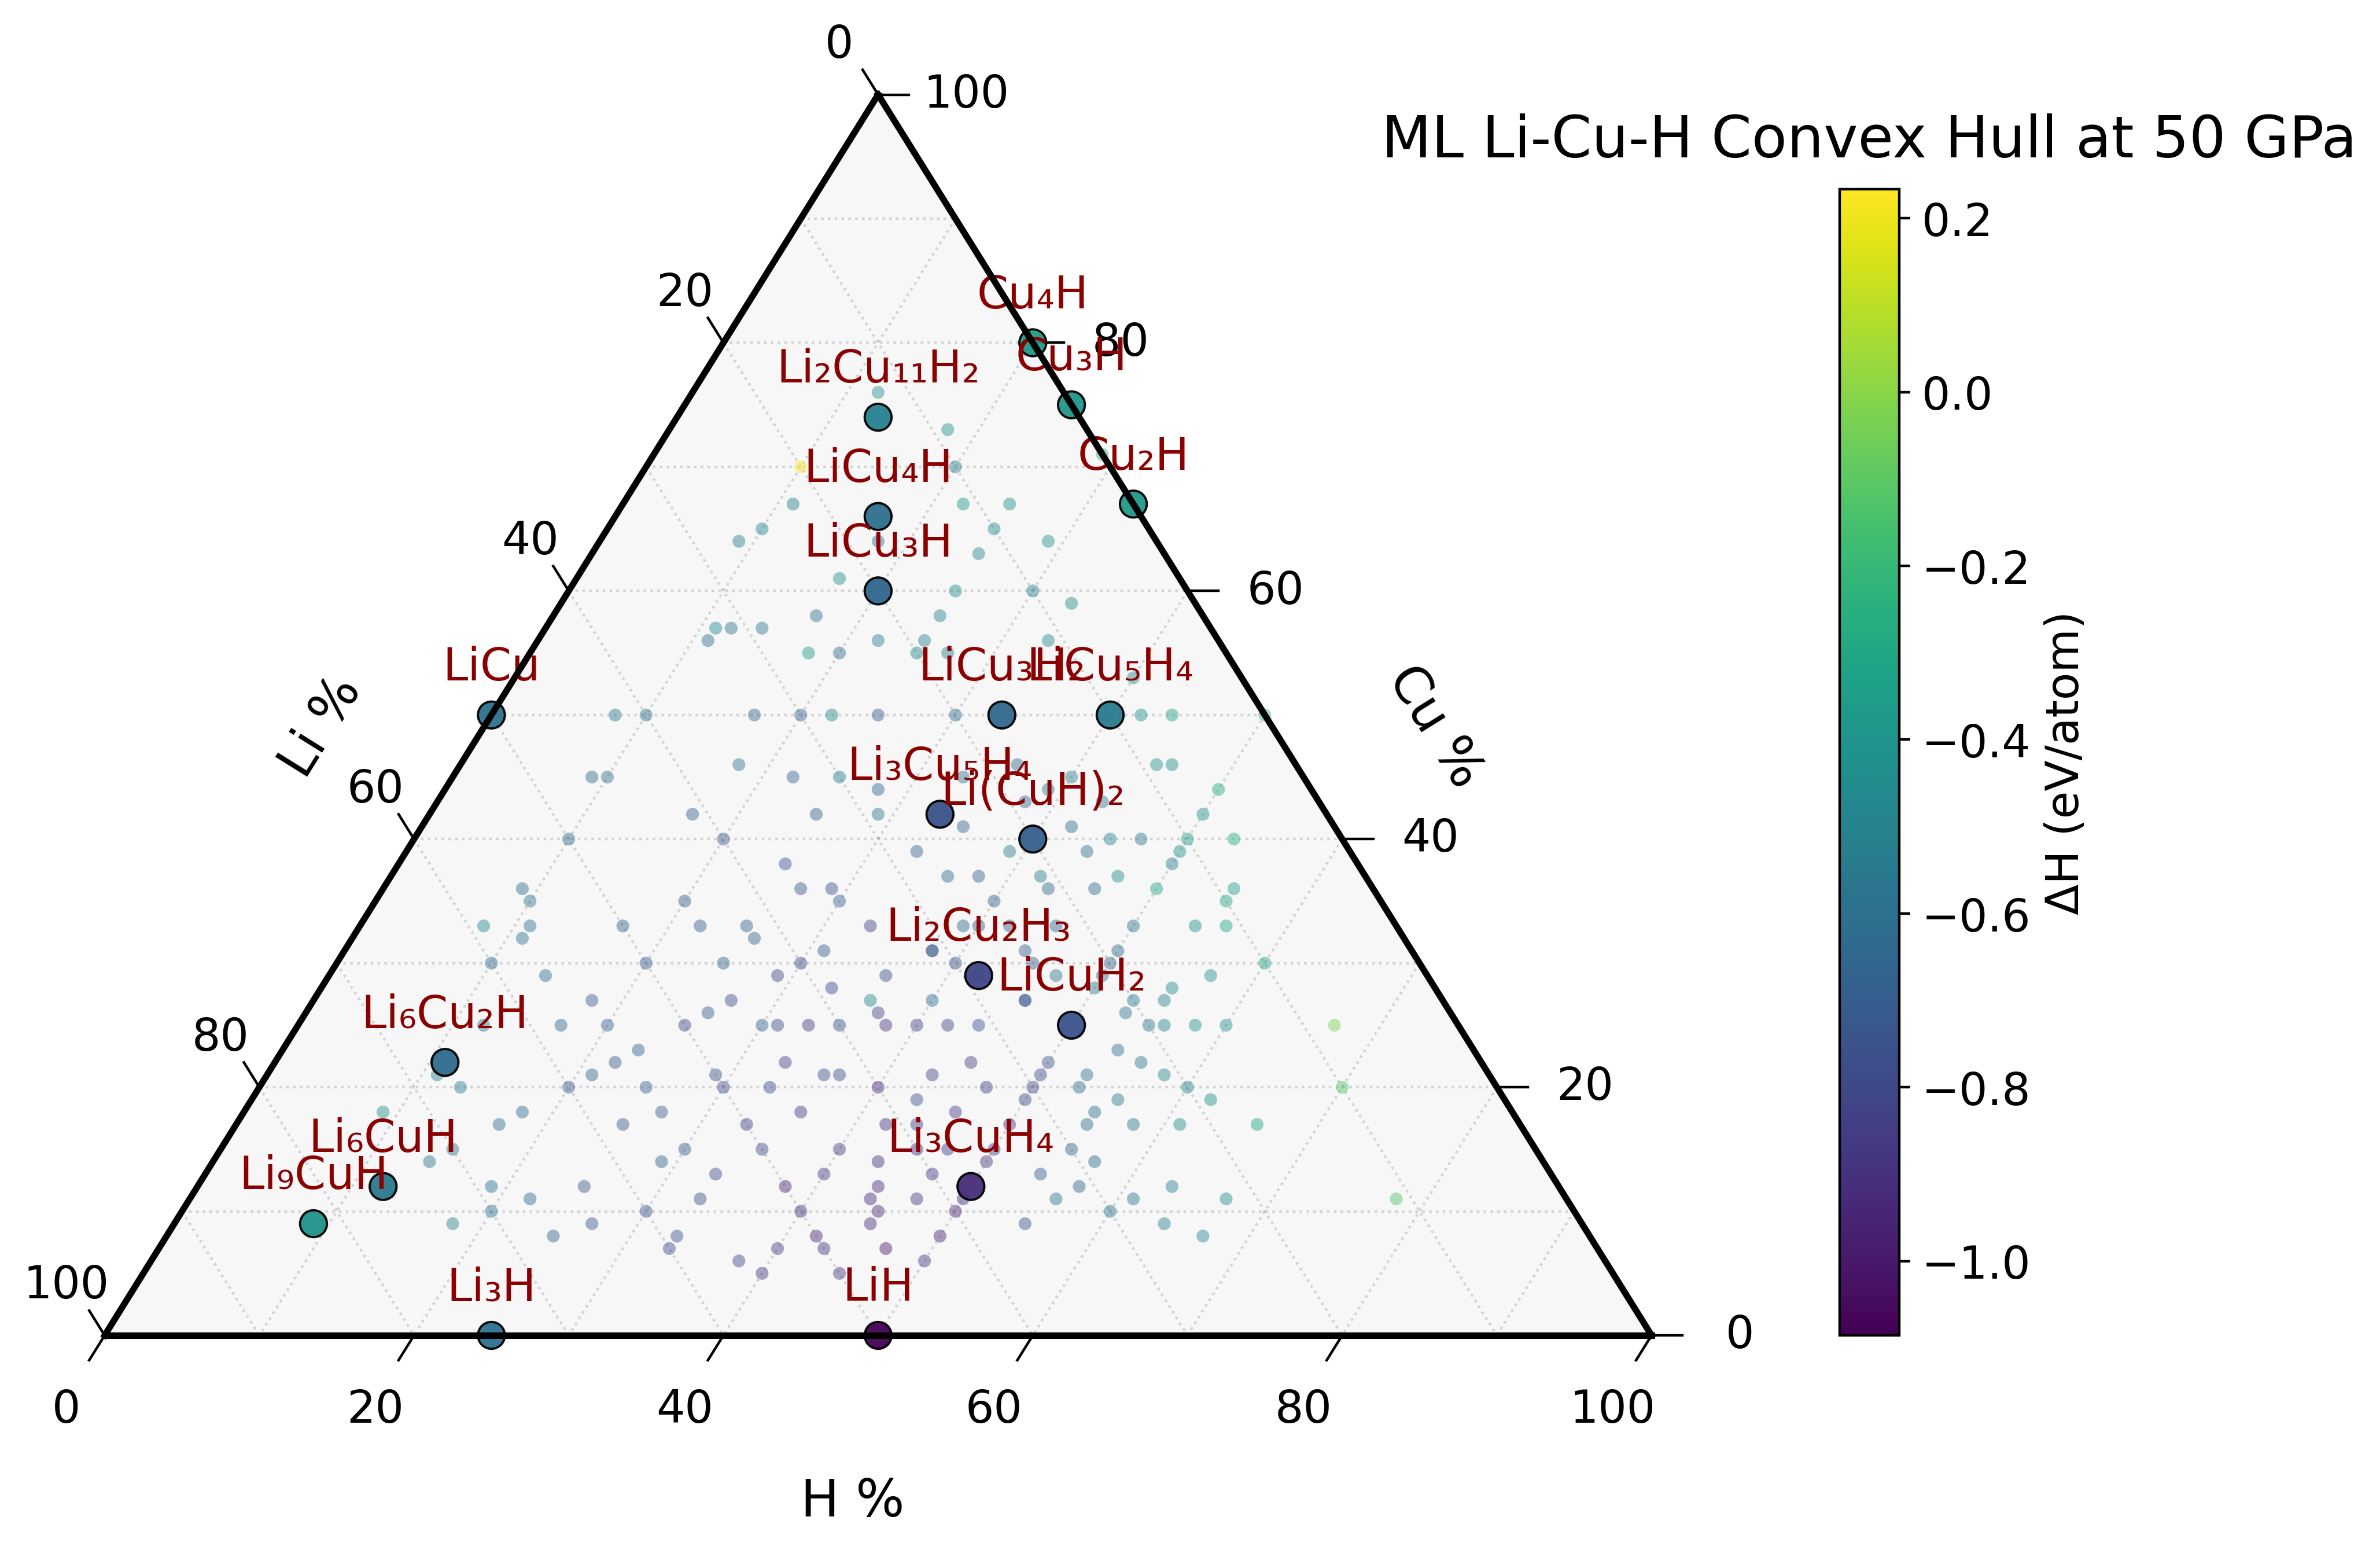 ML Li-Cu-H Convex Hull at 50 GPa
0
100
20
80
40
60
60
40
80
20
100
0
0
20
40
60
80
100
Li %
Cu %
H %
Cu₄H
Cu₃H
Li₂Cu₁₁H₂
Cu₂H
LiCu₄H
LiCu₃H
LiCu
LiCu₃H₂
LiCu₅H₄
Li₃Cu₅H₄
Li(CuH)₂
Li₂Cu₂H₃
LiCuH₂
Li₆Cu₂H
Li₆CuH
Li₃CuH₄
Li₉CuH
Li₃H
LiH
0.2
0.0
−0.2
−0.4
−0.6
−0.8
−1.0
ΔH (eV/atom)